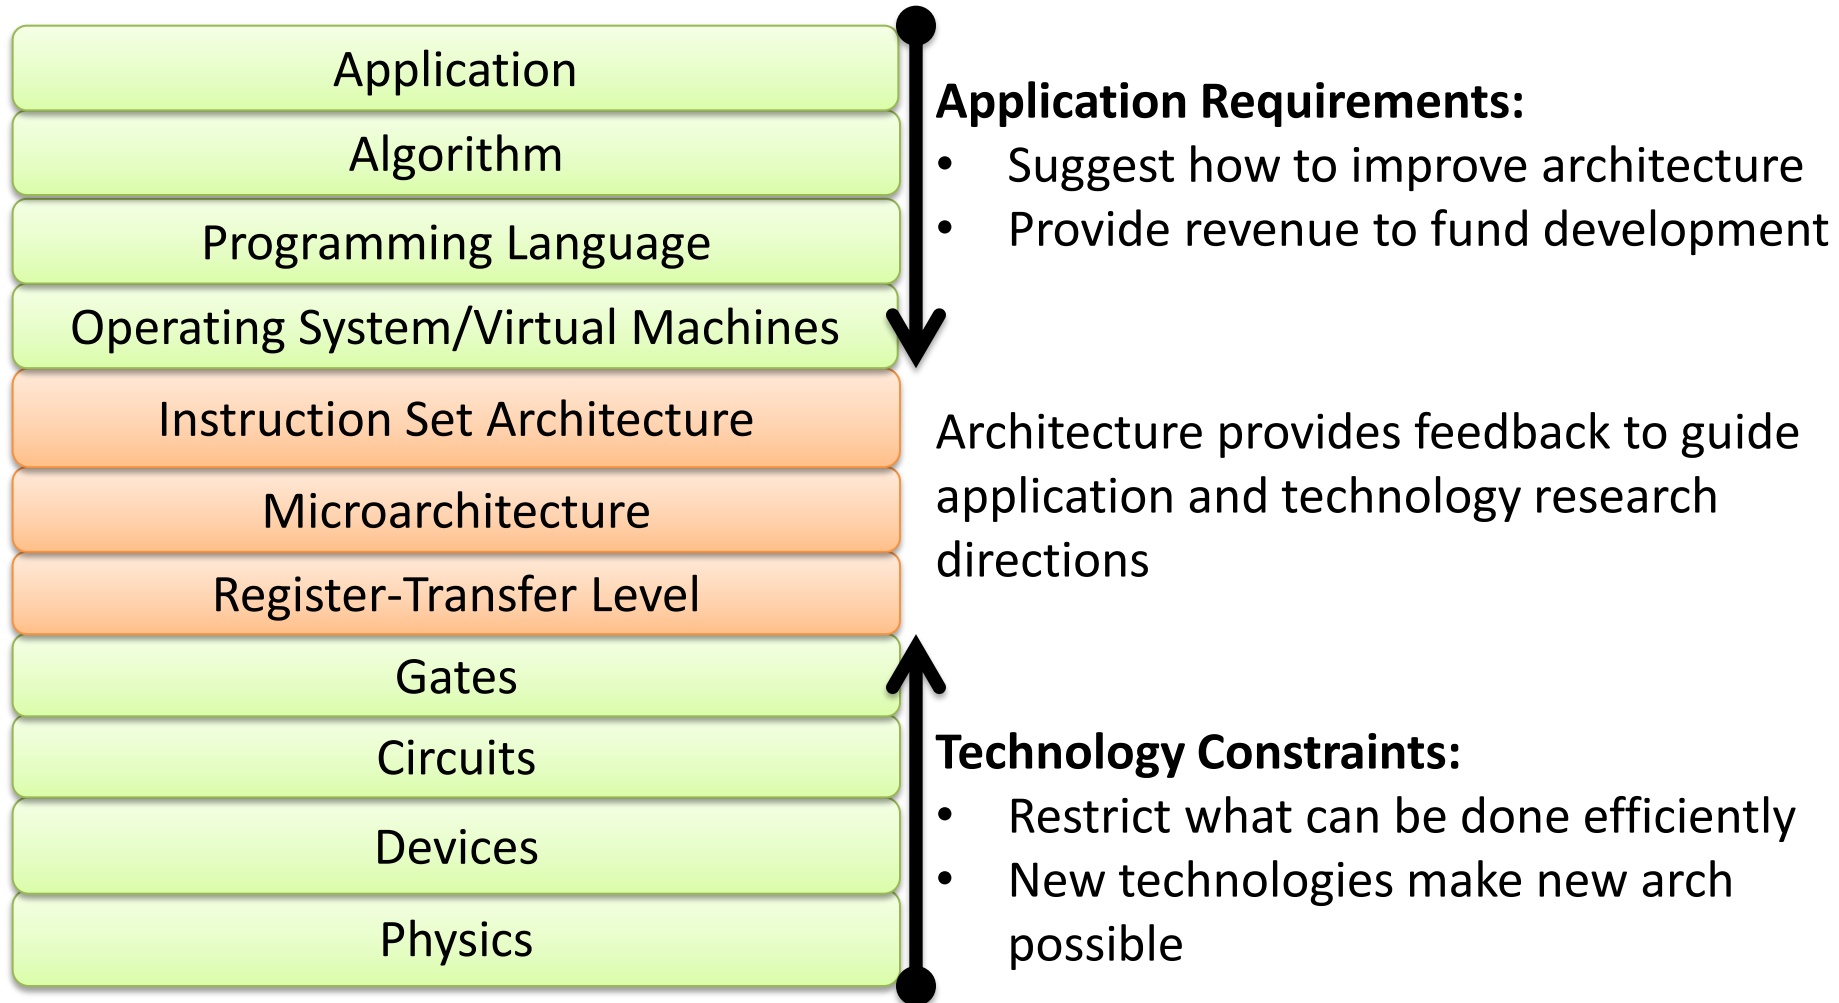 Application
Algorithm
Programming Language
Operating System/Virtual Machines
Instruction Set Architecture
Microarchitecture
Register-Transfer Level
Gates
Circuits
Devices
Physics
Application Requirements:
• Suggest how to improve architecture
• Provide revenue to fund development
Architecture provides feedback to guide
application and technology research
directions
Technology Constraints:
• Restrict what can be done efficiently
• New technologies make new arch
possible